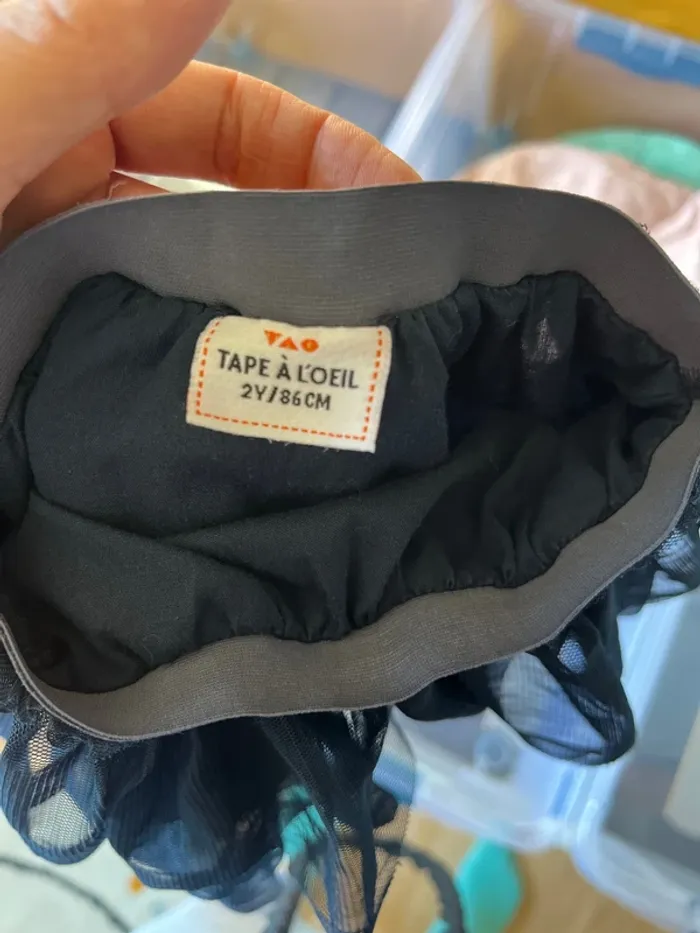 TAO
TAPE À L'OEIL
2Y/86CM